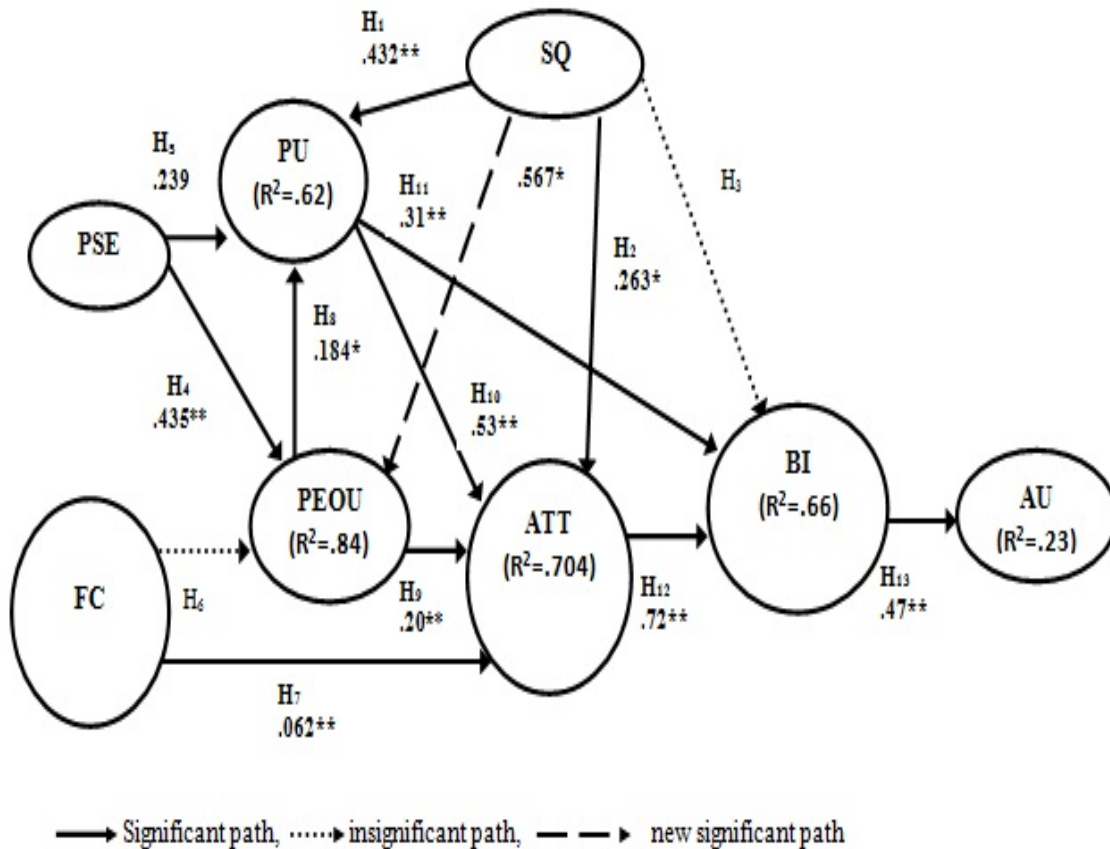 H₁
.432**
SQ
PU
(R²=.62)
H₅
.239
H₁₁
.31**
.567*
H₃
PSE
H₂
.263*
H₈
.184*
H₄
.435**
H₁₀
.53**
BI
(R²=.66)
PEOU
(R²=.84)
ATT
(R²=.704)
AU
(R²=.23)
FC
H₆
H₉
.20**
H₁₂
.72**
H₁₃
.47**
H₇
.062**
Significant path, insignificant path, new significant path